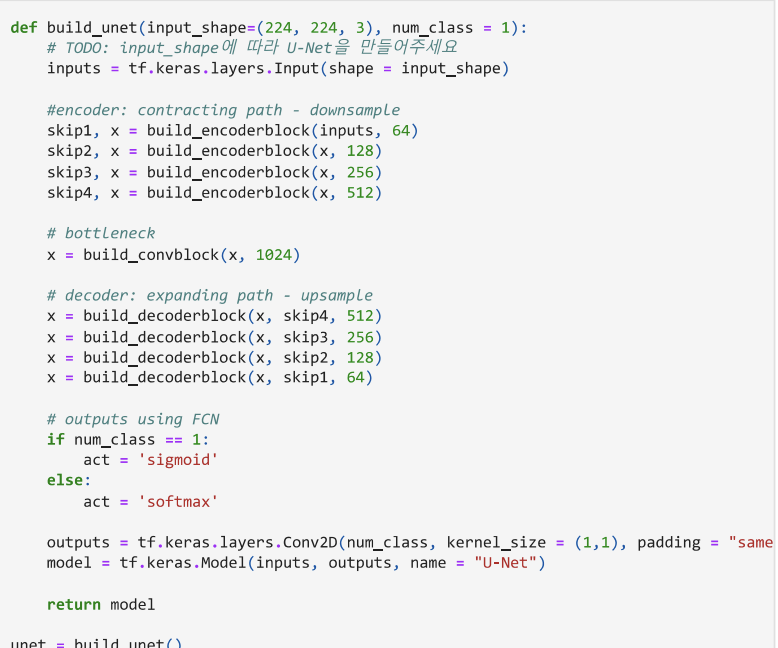 def build_unet(input_shape=(224, 224, 3), num_class = 1):
    # TODO: input_shape에 따라 U-Net을 만들어주세요
    inputs = tf.keras.layers.Input(shape = input_shape)

    #encoder: contracting path - downsample
    skip1, x = build_encoderblock(inputs, 64)
    skip2, x = build_encoderblock(x, 128)
    skip3, x = build_encoderblock(x, 256)
    skip4, x = build_encoderblock(x, 512)

    # bottleneck
    x = build_convblock(x, 1024)

    # decoder: expanding path - upsample
    x = build_decoderblock(x, skip4, 512)
    x = build_decoderblock(x, skip3, 256)
    x = build_decoderblock(x, skip2, 128)
    x = build_decoderblock(x, skip1, 64)

    # outputs using FCN
    if num_class == 1:
        act = 'sigmoid'
    else:
        act = 'softmax'

    outputs = tf.keras.layers.Conv2D(num_class, kernel_size = (1,1), padding = "same
    model = tf.keras.Model(inputs, outputs, name = "U-Net")

    return model

unet = build_unet()